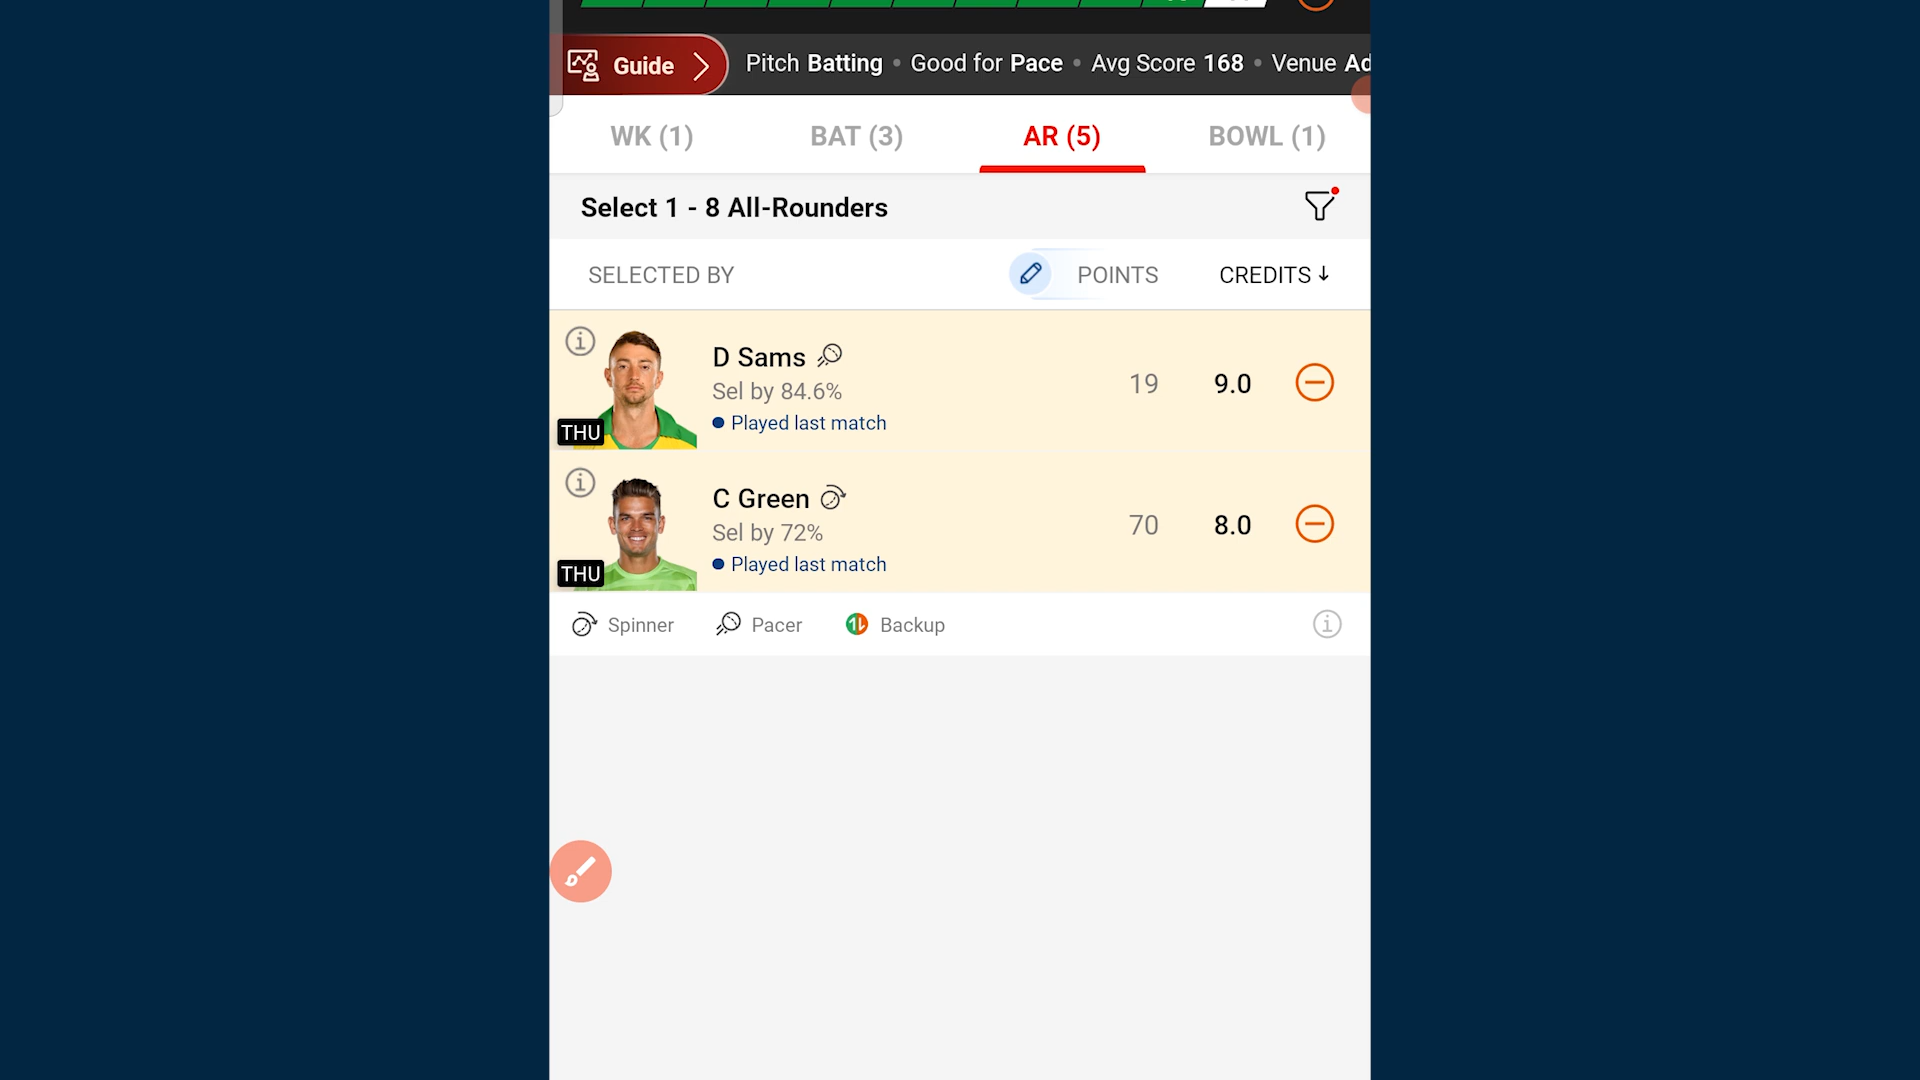 Guide Pitch Batting • Good for Pace • Avg Score 168 • Venue Ad
WK (1) BAT (3) AR (5) BOWL (1)
Select 1 - 8 All-Rounders
SELECTED BY POINTS CREDITS ↓
D Sams
Sel by 84.6%
Played last match
19 9.0
THU
C Green
Sel by 72%
Played last match
70 8.0
THU
Spinner Pacer Backup